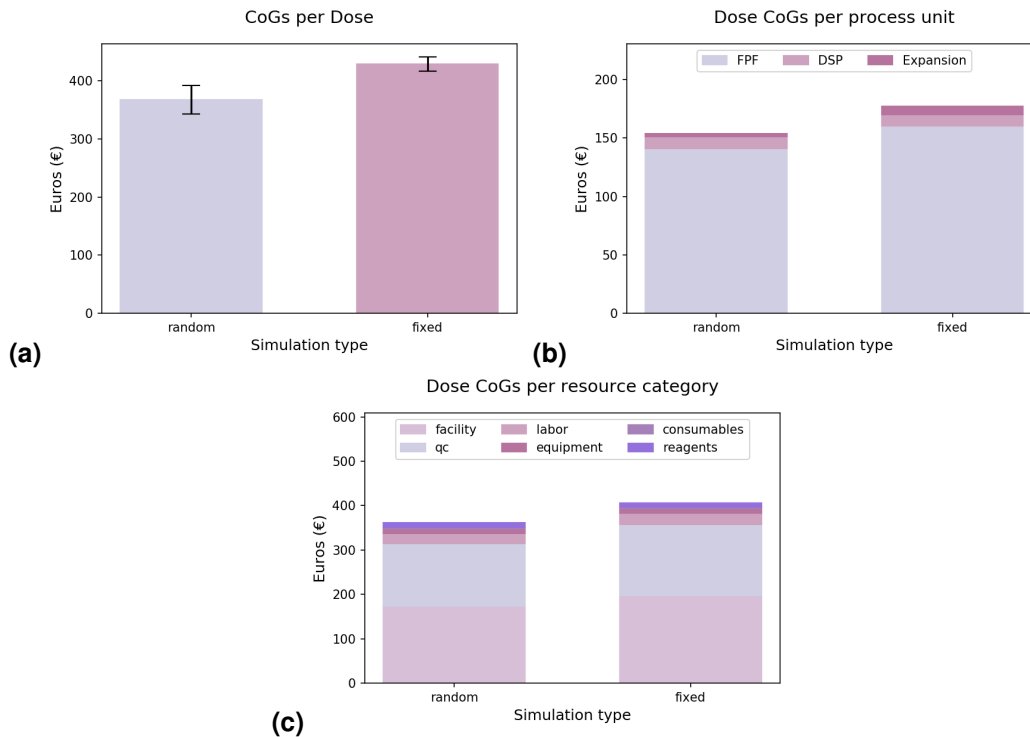 CoGs per Dose
Euros (€)
400
300
200
100
0
random
fixed
Simulation type
(a)
Dose CoGs per process unit
FPF
DSP
Expansion
Euros (€)
200
150
100
50
0
random
fixed
Simulation type
(b)
Dose CoGs per resource category
facility
labor
consumables
qc
equipment
reagents
Euros (€)
600
500
400
300
200
100
0
random
fixed
Simulation type
(c)